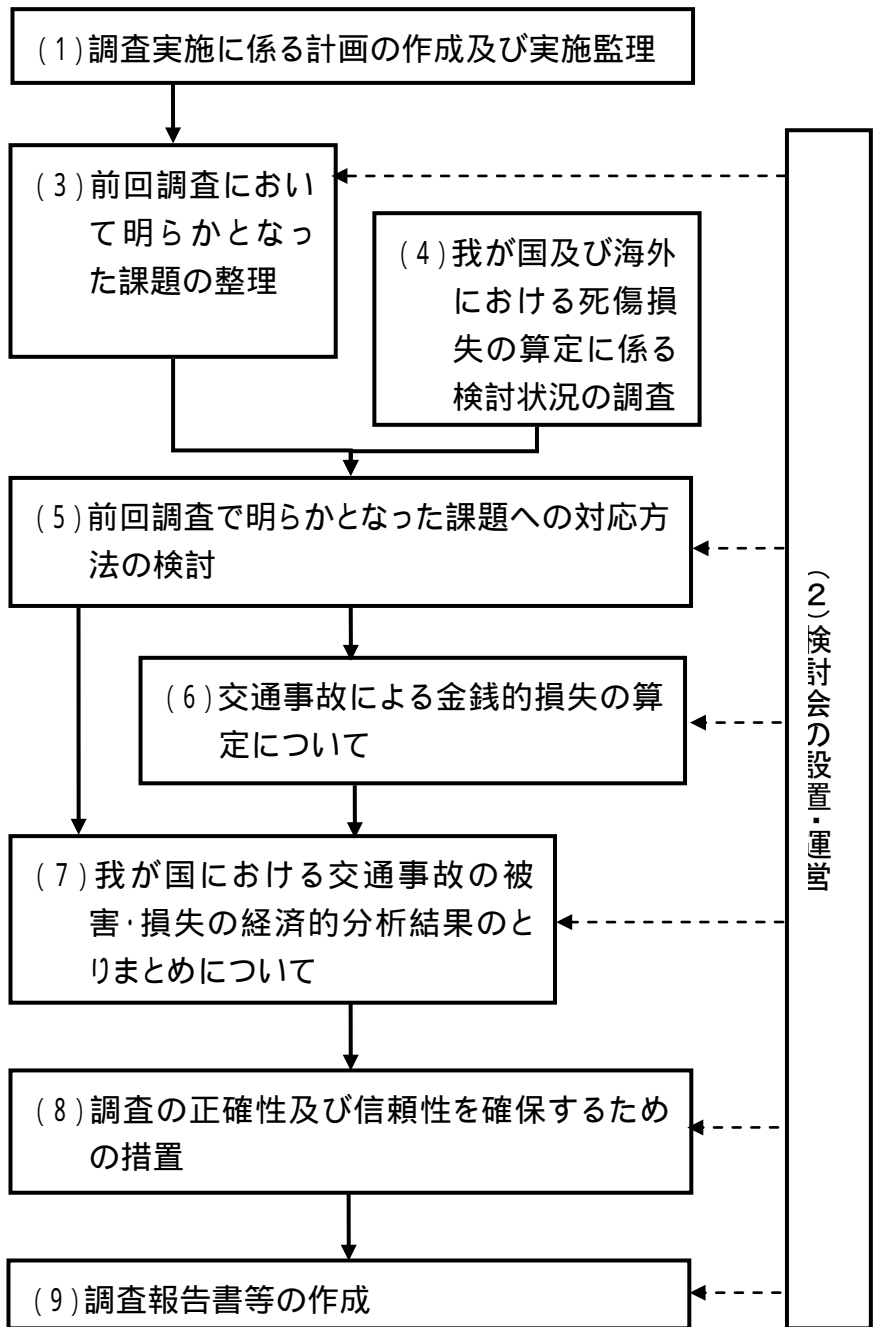 (1)調査実施に係る計画の作成及び実施監理
(3)前回調査におい
て明らかとなっ
た課題の整理
(4)我が国及び海外
における死傷損
失の算定に係る
検討状況の調査
(5)前回調査で明らかとなった課題への対応方
法の検討
(6)交通事故による金銭的損失の算
定について
(7)我が国における交通事故の被
害・損失の経済的分析結果のと
りまとめについて
(8)調査の正確性及び信頼性を確保するため
の措置
(9)調査報告書等の作成
(2)検討会の設置・運営